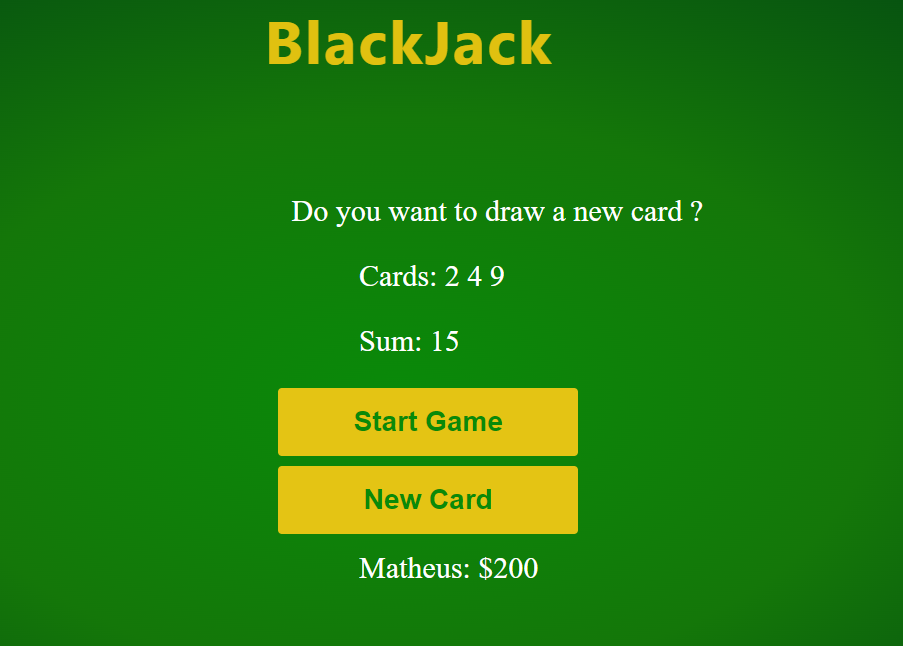 BlackJack
Do you want to draw a new card ?
Cards: 2 4 9
Sum: 15
Start Game
New Card
Matheus: $200